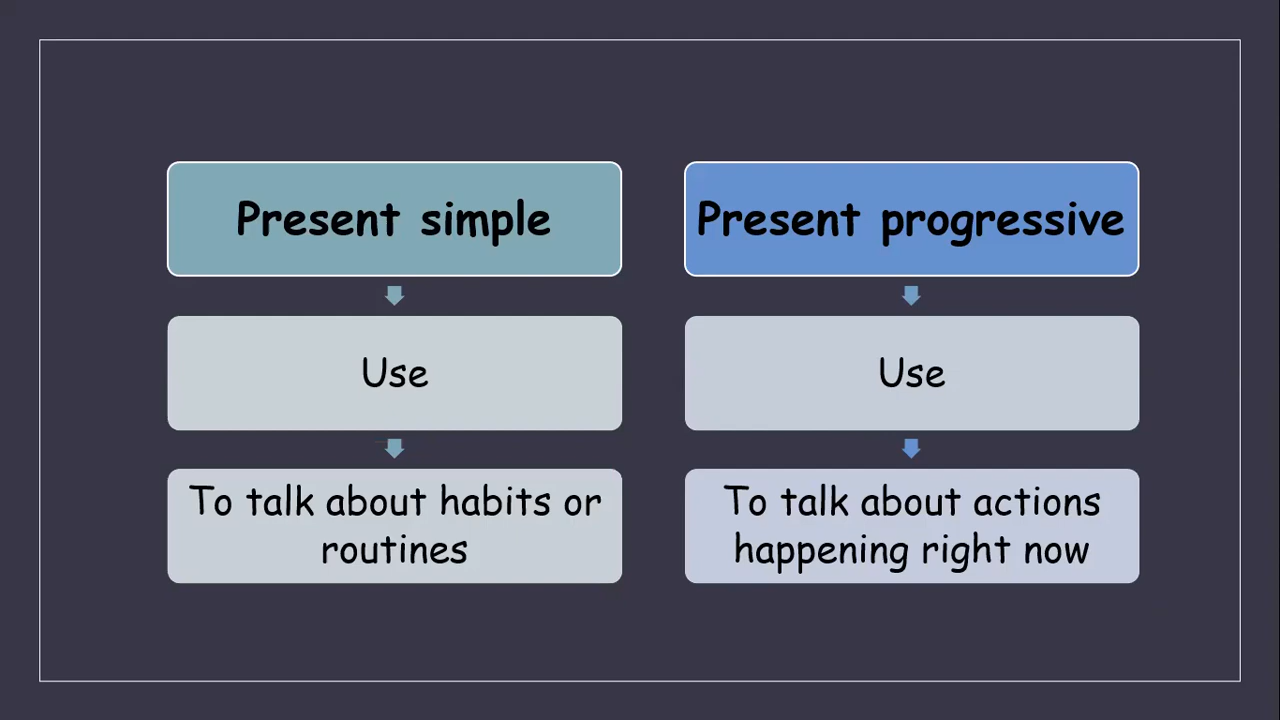 Present simple
Use
To talk about habits or
routines
Present progressive
Use
To talk about actions
happening right now